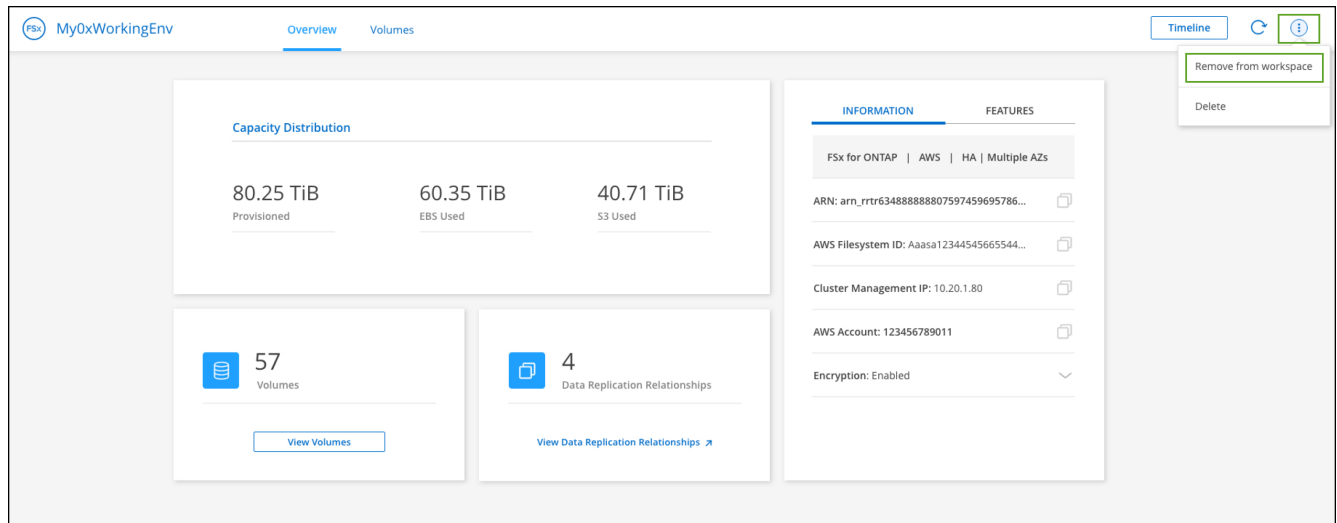 FSx My0xWorkingEnv Overview Volumes Timeline
Remove from workspace
Delete
Capacity Distribution
80.25 TiB 60.35 TiB 40.71 TiB
Provisioned EBS Used S3 Used
57
Volumes
View Volumes
4
Data Replication Relationships
View Data Replication Relationships
INFORMATION FEATURES
FSx for ONTAP | AWS | HA | Multiple AZs
ARN: arn_rrtr634888888807597459695786...
AWS Filesystem ID: Aaasa12344545665544...
Cluster Management IP: 10.20.1.80
AWS Account: 123456789011
Encryption: Enabled